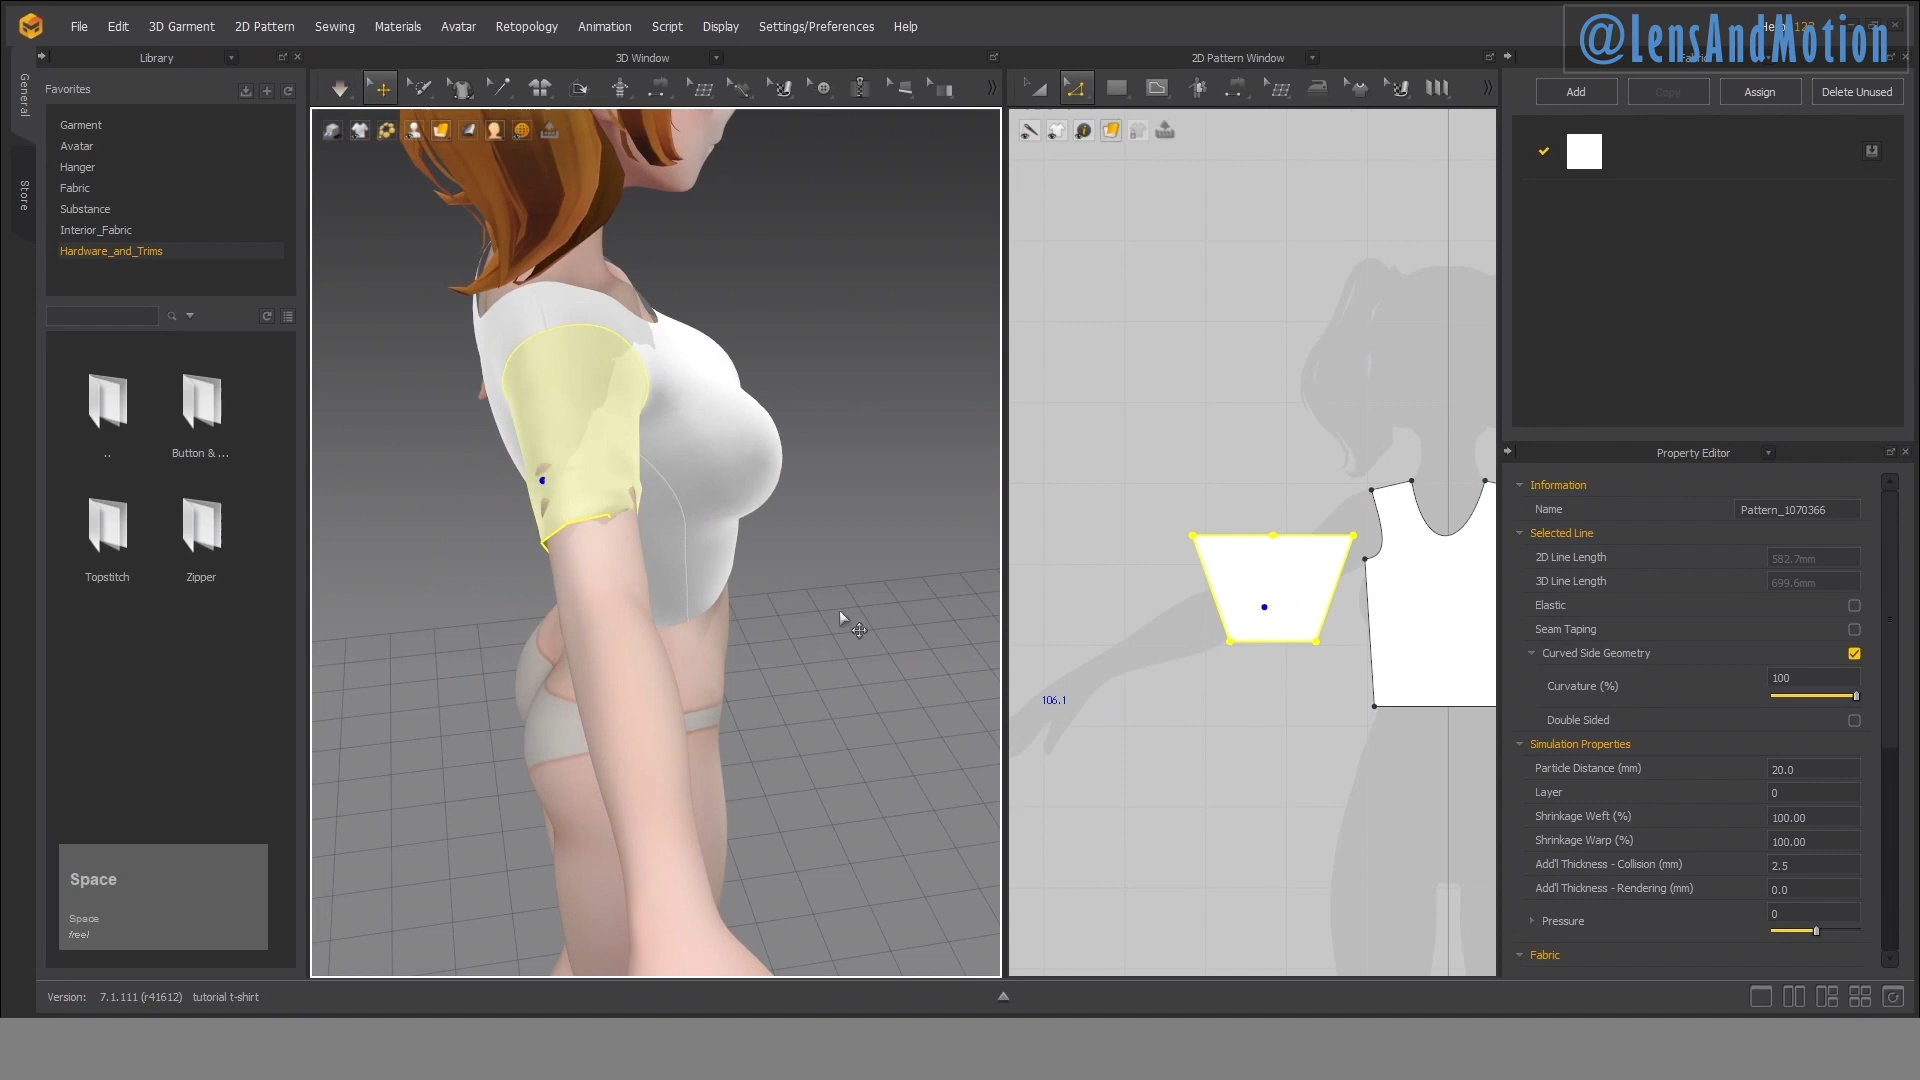 File Edit 3D Garment 2D Pattern Sewing Materials Avatar Retopology Animation Script Display Settings/Preferences Help
@LensAndMotion
Library
3D Window
2D Pattern Window
General
Store
Favorites
Garment
Avatar
Hanger
Fabric
Substance
Interior_Fabric
Hardware_and_Trims
..
Button & ...
Topstitch
Zipper
Space
Space
free!
106.1
Add Copy Assign Delete Unused
Property Editor
Information
Name Pattern_1070366
Selected Line
2D Line Length 582.7mm
3D Line Length 699.6mm
Elastic
Seam Taping
Curved Side Geometry
Curvature (%) 100
Double Sided
Simulation Properties
Particle Distance (mm) 20.0
Layer 0
Shrinkage Weft (%) 100.00
Shrinkage Warp (%) 100.00
Add'l Thickness - Collision (mm) 2.5
Add'l Thickness - Rendering (mm) 0.0
Pressure 0
Fabric
Version: 7.1.111 (r41612) tutorial t-shirt